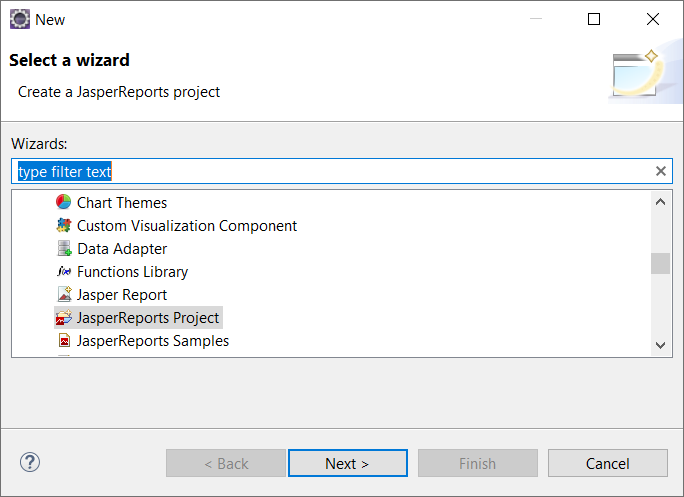 New
Select a wizard
Create a JasperReports project
Wizards:
type filter text
Chart Themes
Custom Visualization Component
Data Adapter
f(x) Functions Library
Jasper Report
JasperReports Project
JasperReports Samples
? < Back Next > Finish Cancel